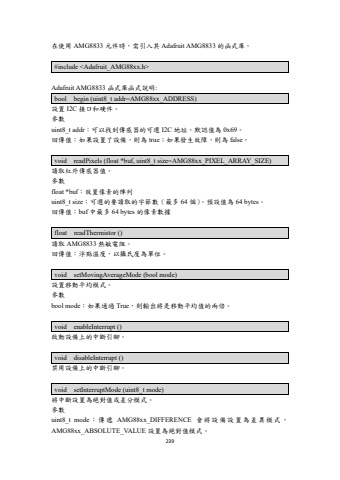 在使用 AMG8833 元件時，需引入其 Adafruit AMG8833 的函式庫。
#include <Adafruit_AMG88xx.h>
Adafruit AMG8833 函式庫函式說明:
bool begin (uint8_t addr=AMG88xx_ADDRESS)
設置 I2C 接口和硬件。
參數
uint8_t addr：可以找到傳感器的可選 I2C 地址。默認值為 0x69。
回傳值：如果設置了設備，則為 true；如果發生故障，則為 false。
void readPixels (float *buf, uint8_t size=AMG88xx_PIXEL_ARRAY_SIZE)
讀取紅外傳感器值。
參數
float *buf：放置像素的陣列
uint8_t size：可選的要讀取的字節數（最多 64 個）。預設值為 64 bytes。
回傳值：buf 中最多 64 bytes 的像素數據
float readThermistor ()
讀取 AMG8833 熱敏電阻。
回傳值：浮點溫度，以攝氏度為單位。
void setMovingAverageMode (bool mode)
設置移動平均模式。
參數
bool mode：如果通過 True，則輸出將是移動平均值的兩倍。
void enableInterrupt ()
啟動設備上的中斷引腳。
void disableInterrupt ()
禁用設備上的中斷引腳。
void setInterruptMode (uint8_t mode)
將中斷設置為絕對值或差分模式。
參數
uint8_t mode：傳遞 AMG88xx_DIFFERENCE 會將設備設置為差異模式，
AMG88xx_ABSOLUTE_VALUE 設置為絕對值模式。
239